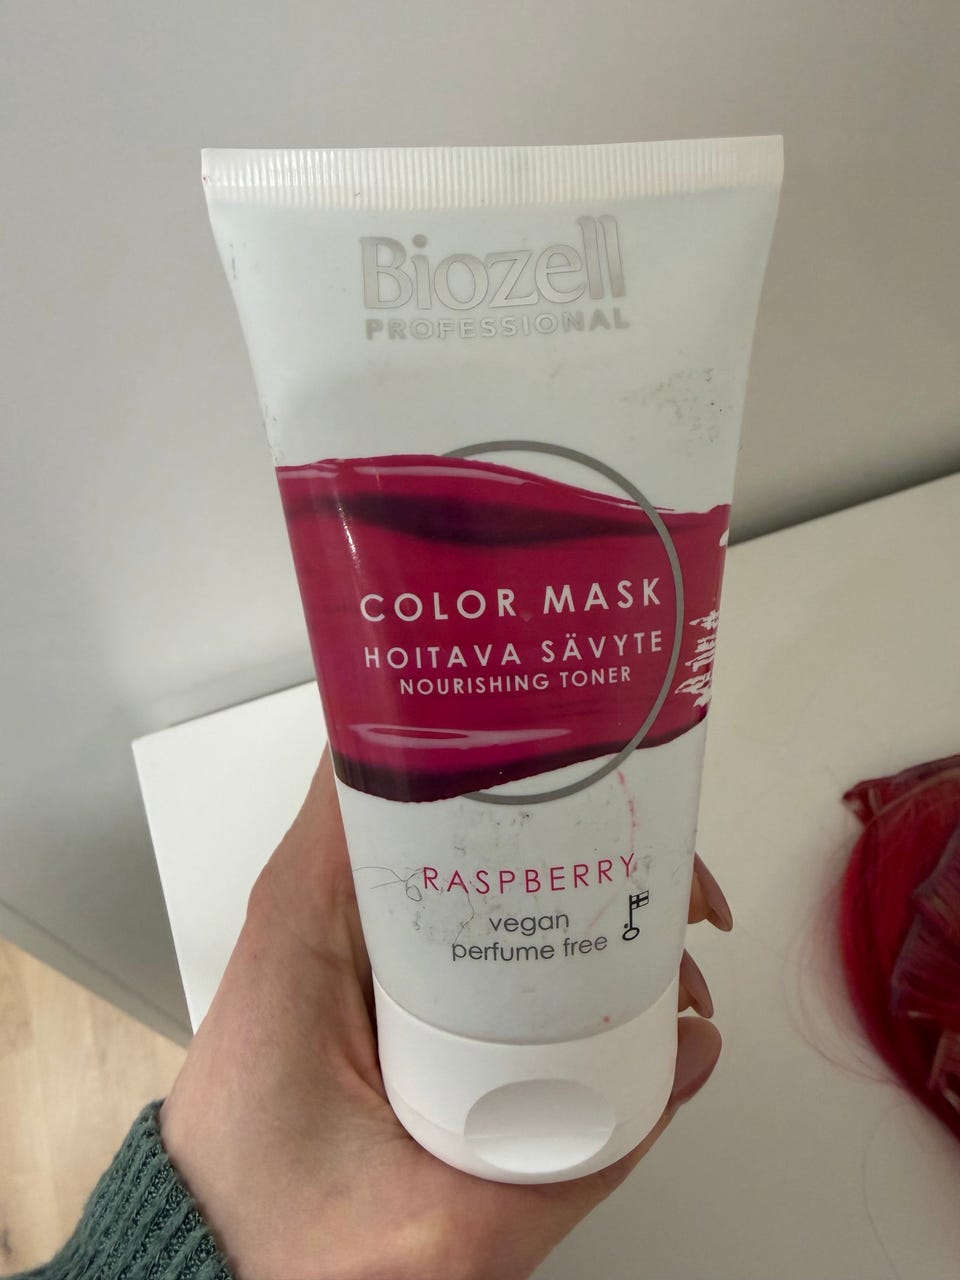 Biozell
PROFESSIONAL
COLOR MASK
HOITAVA SÄVYTE
NOURISHING TONER
RASPBERRY
vegan
perfume free